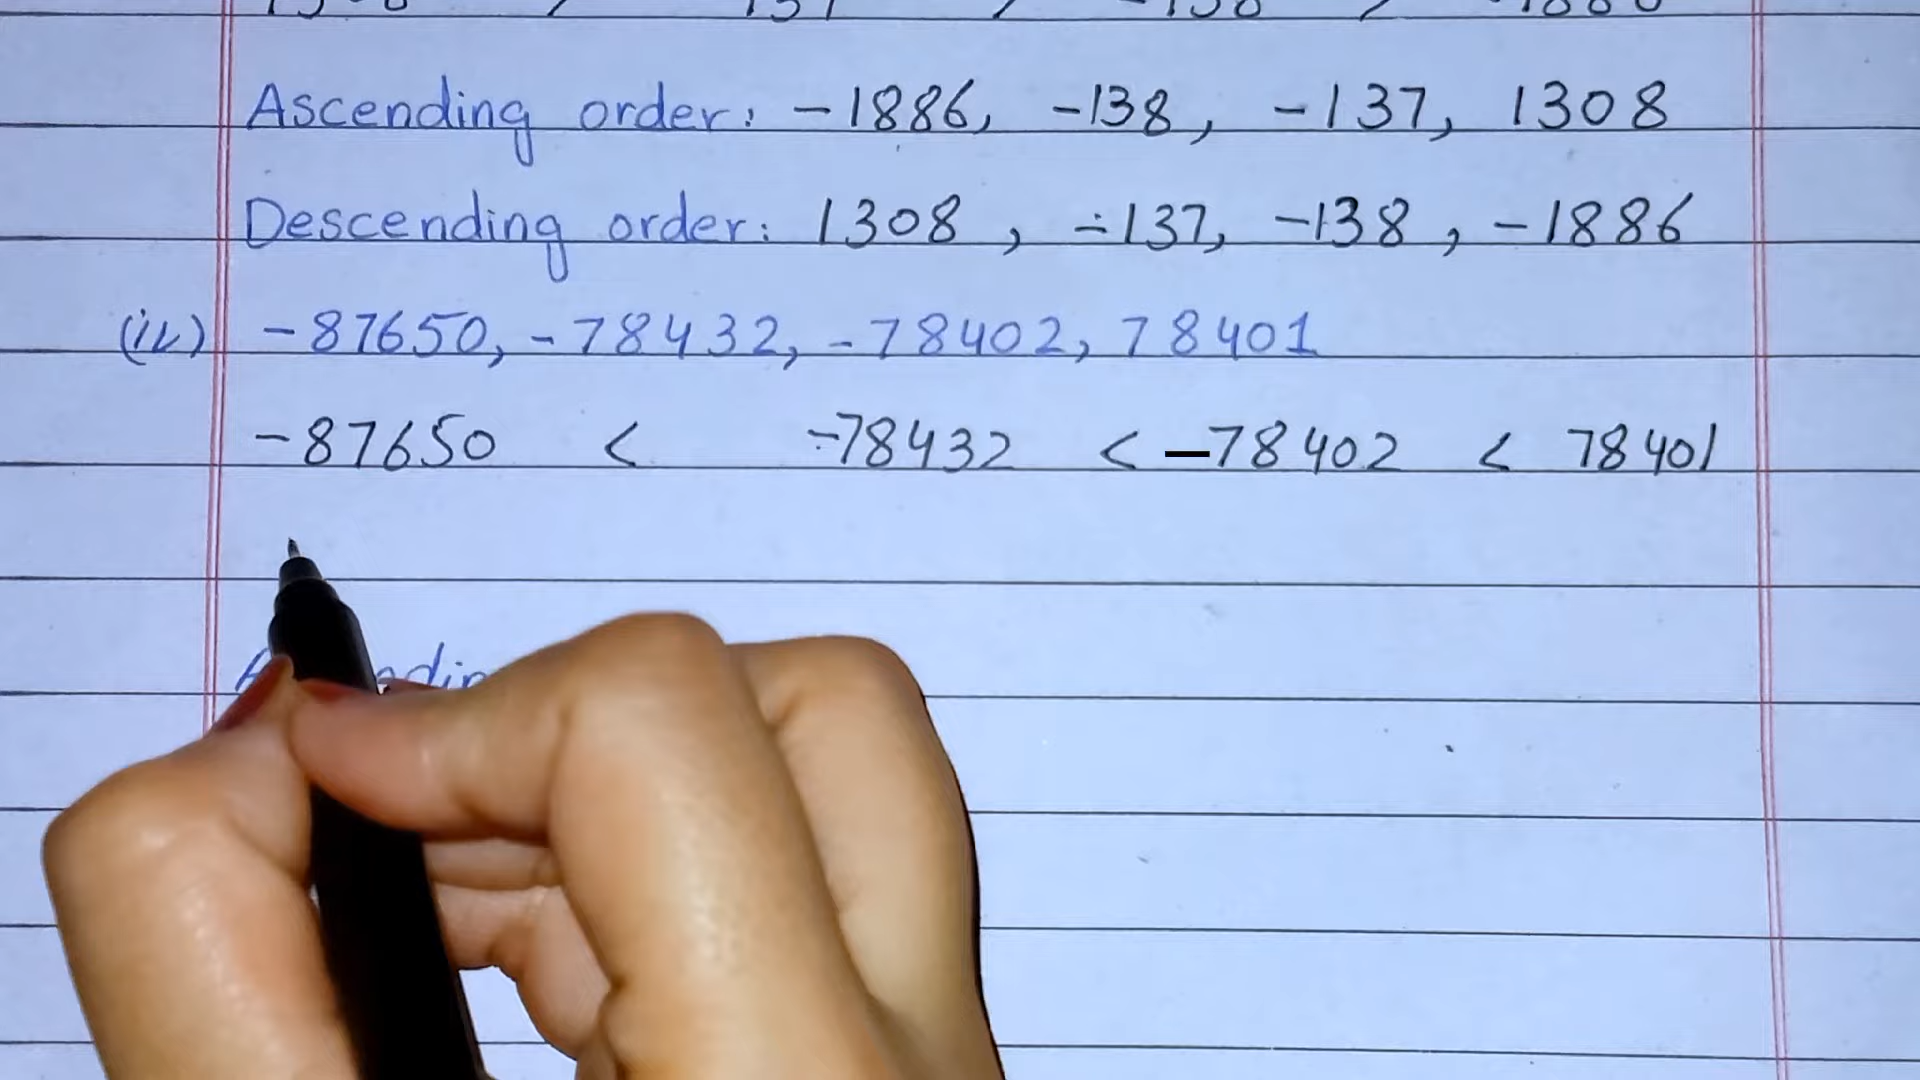 Ascending order: -1886, -138, -137, 1308
Descending order: 1308, -137, -138, -1886
(iv) -87650, -78432, -78402, 78401
-87650 < -78432 < -78402 < 78401